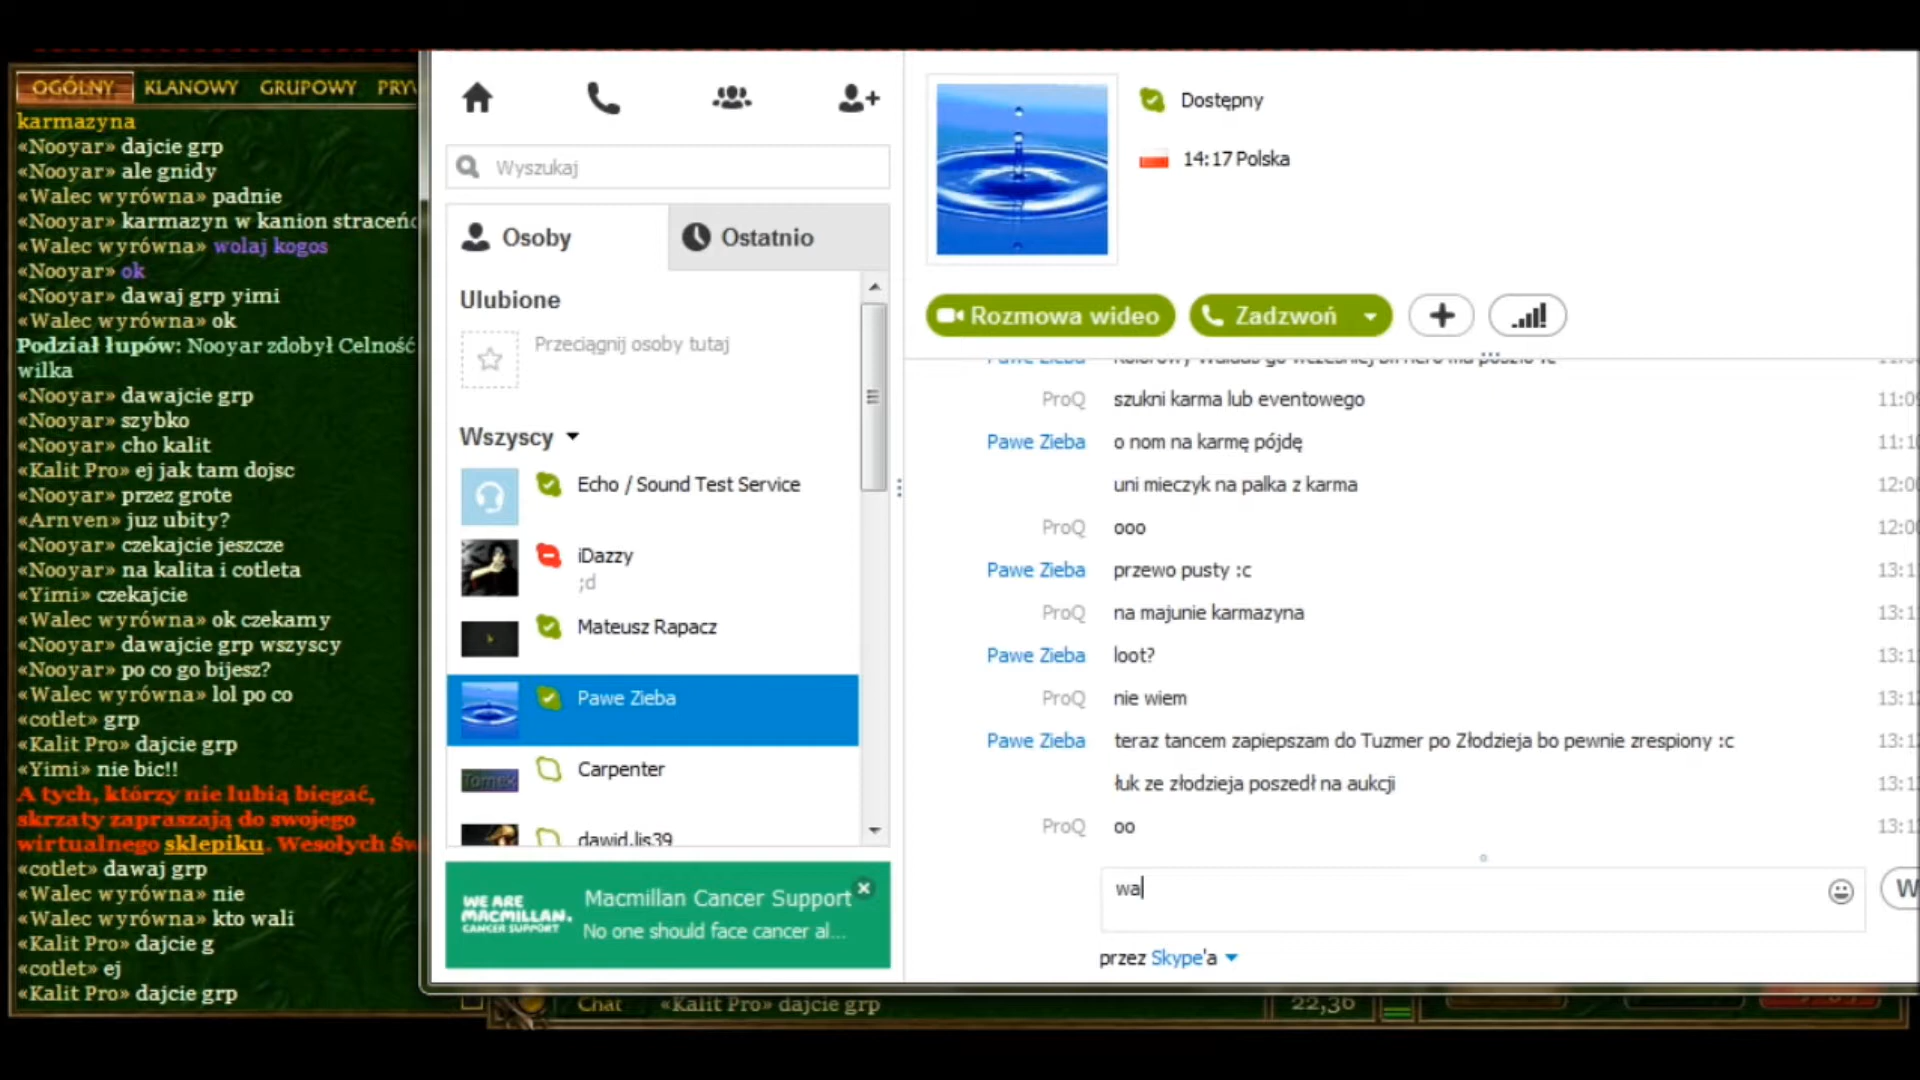 OGÓLNY KLANOWY GRUPOWY
karmazyna
«Nooyar» dajcie grp
«Nooyar» ale gnidy
«Walec wyrówna» padnie
«Nooyar» karmazyn w kanion
«Walec wyrówna» wolaj kogos
«Nooyar» ok
«Nooyar» dawaj grp yimi
«Walec wyrówna» ok
Podział łupów: Nooyar zdobył Celność
wilka
«Nooyar» dawajcie grp
«Nooyar» szybko
«Nooyar» cho kalit
«Kalit Pro» ej jak tam dojsc
«Nooyar» przez grote
«Arnven» juz ubity?
«Nooyar» czekajcie jeszcze
«Nooyar» na kalita i cotleta
«Yimi» czekajcie
«Walec wyrówna» ok czekamy
«Nooyar» dawajcie grp wszyscy
«Nooyar» po co go bijesz?
«Walec wyrówna» lol po co
«cotlet» grp
«Kalit Pro» dajcie grp
«Yimi» nie bic!!
A tych, którzy nie lubią biegać,
skrzaty zapraszają do swojego
wirtualnego sklepiku. Wesołych
«cotlet» dawaj grp
«Walec wyrówna» nie
«Walec wyrówna» kto wali
«Kalit Pro» dajcie g
«cotlet» ej
«Kalit Pro» dajcie grp
Wyszukaj
Osoby
Ostatnio
Ulubione
Przeciągnij osoby tutaj
Wszyscy
Echo / Sound Test Service
iDazzy
;d
Mateusz Rapacz
Pawe Zieba
Carpenter
dawid.lis39
WE ARE
MACMILLAN.
CANCER SUPPORT
Macmillan Cancer Support
No one should face cancer al...
Dostępny
14:17 Polska
Rozmowa wideo
Zadzwoń
ProQ szukni karma lub eventowego
Pawe Zieba o nom na karmę pójdę
uni mieczyk na palka z karma
ProQ ooo
Pawe Zieba przewo pusty :c
ProQ na majunie karmazyna
Pawe Zieba loot?
ProQ nie wiem
Pawe Zieba teraz tancem zapiepszam do Tuzmer po Złodzieja bo pewnie zrespiony :c
łuk ze złodzieja poszedł na aukcji
ProQ oo
wa
przez Skype'a
Chat «Kalit Pro» dajcie grp
22,36